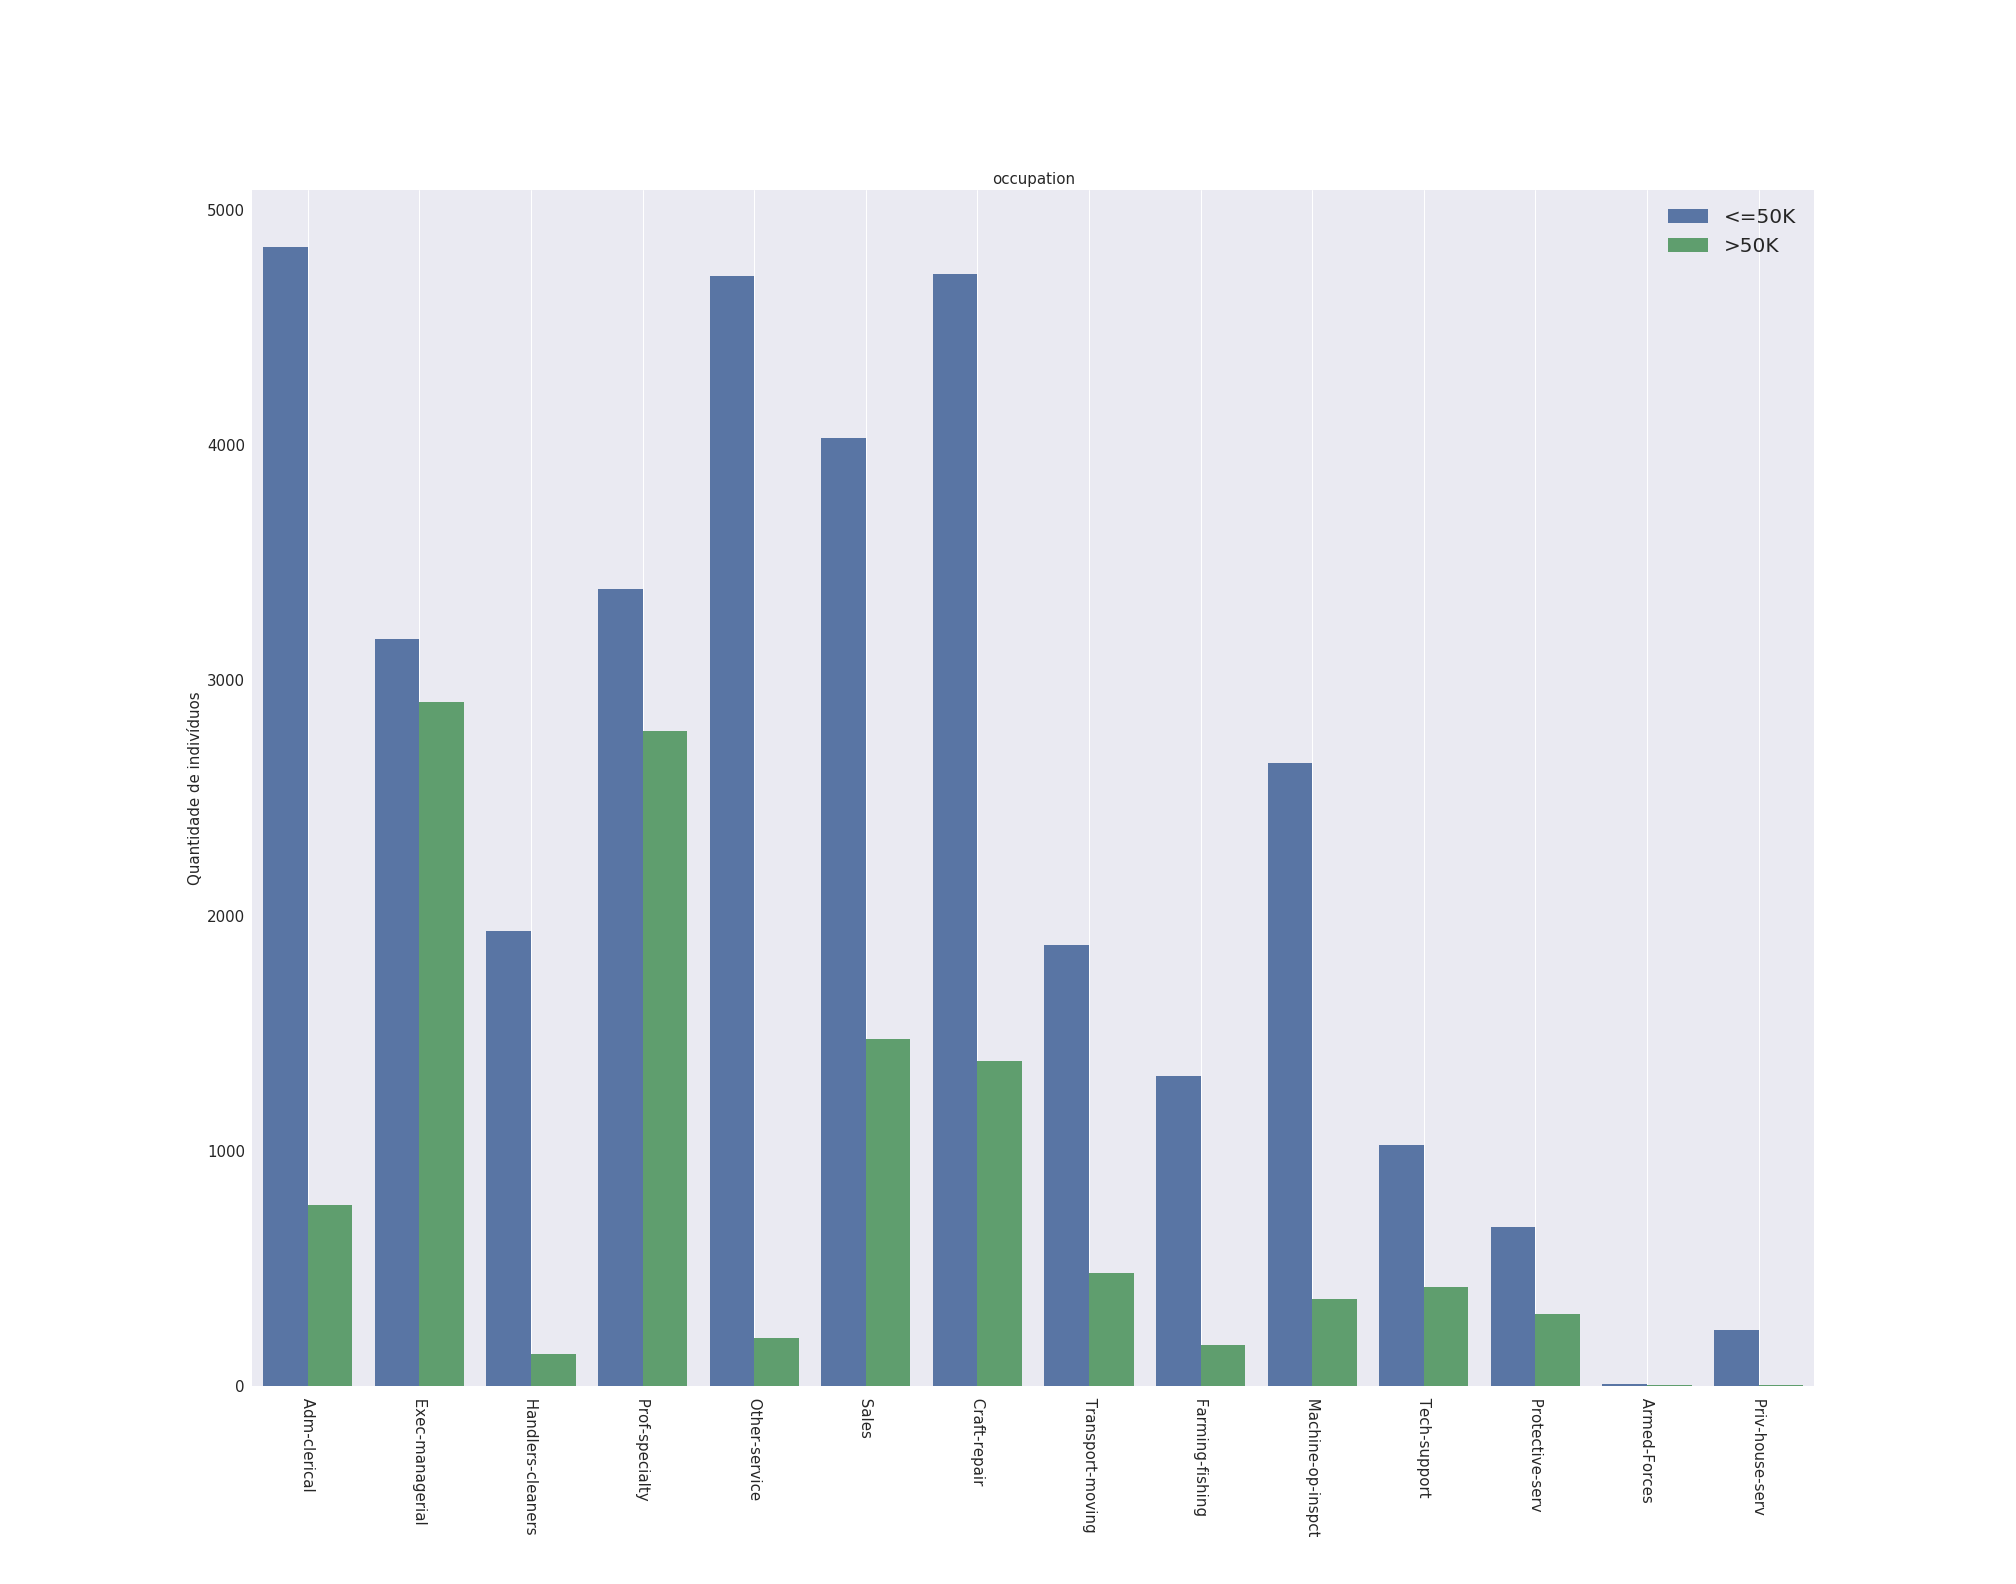 occupation
<=50K
>50K
5000
4000
3000
2000
1000
0
Quantidade de indivíduos
Adm-clerical
Exec-managerial
Handlers-cleaners
Prof-specialty
Other-service
Sales
Craft-repair
Transport-moving
Farming-fishing
Machine-op-inspct
Tech-support
Protective-serv
Armed-Forces
Priv-house-serv